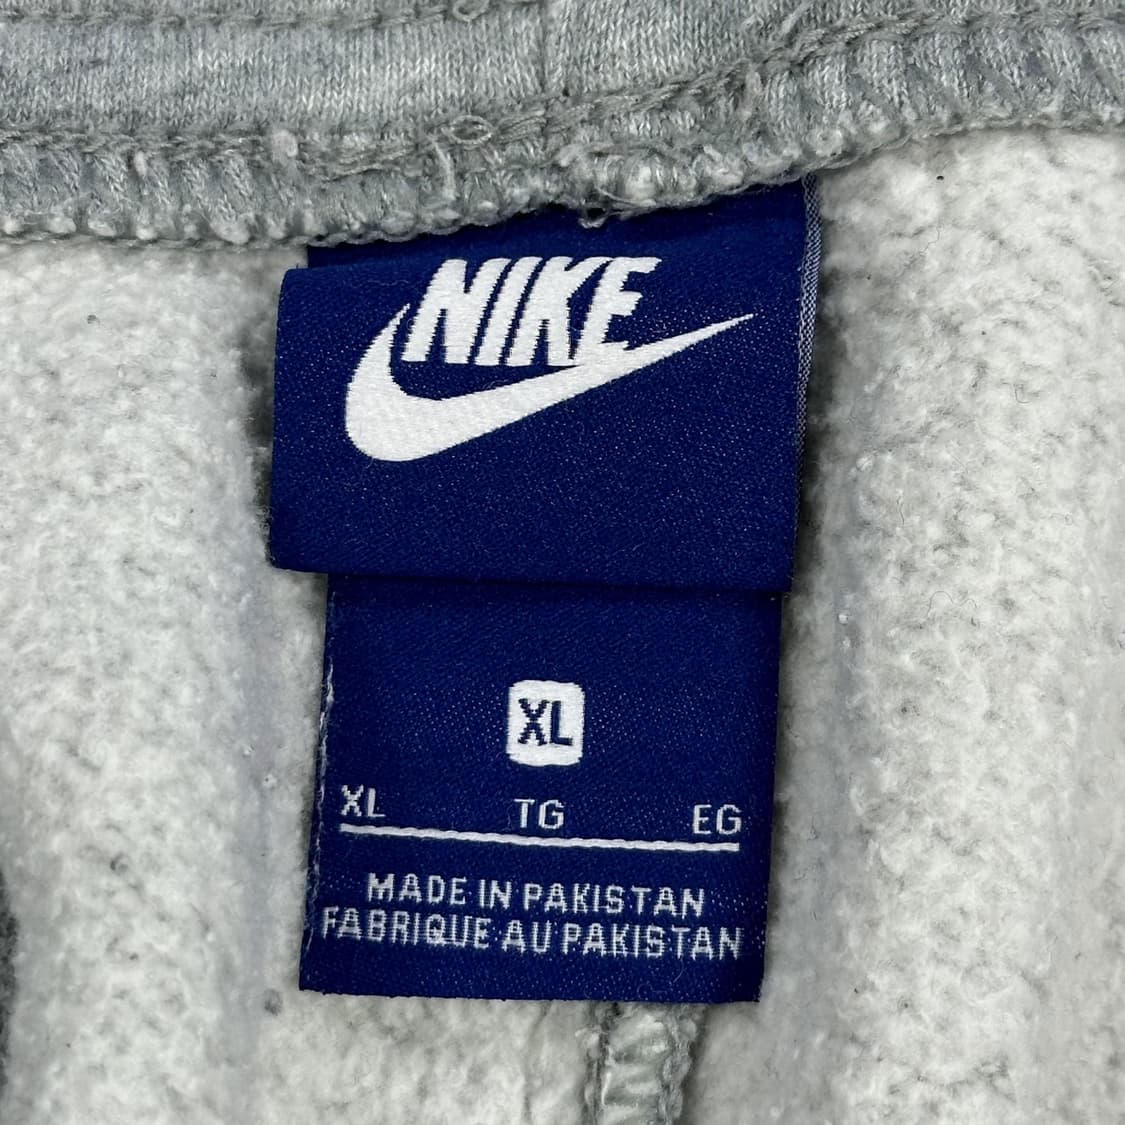 NIKE
XL
XL TG EG
MADE IN PAKISTAN
FABRIQUE AU PAKISTAN